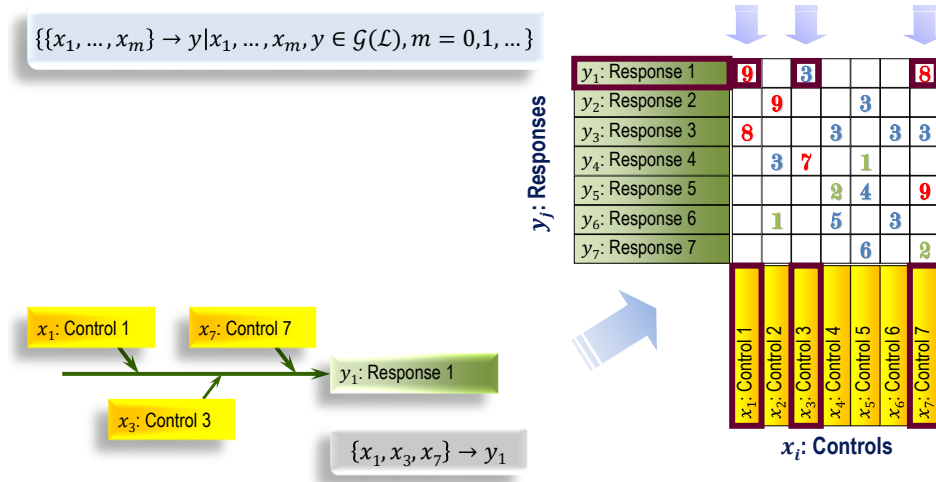 {{x₁, …, xₘ} → y|x₁, …, xₘ, y ∈ 𝒢(ℒ), m = 0,1, …}
y₁: Response 1 9 3 8
y₂: Response 2 9 3
y₃: Response 3 8 3 3 3
y₄: Response 4 3 7 1
y₅: Response 5 2 4 9
y₆: Response 6 1 5 3
y₇: Response 7 6 2
yⱼ: Responses
x₁: Control 1
x₂: Control 2
x₃: Control 3
x₄: Control 4
x₅: Control 5
x₆: Control 6
x₇: Control 7
xᵢ: Controls
x₁: Control 1
x₇: Control 7
y₁: Response 1
x₃: Control 3
{x₁, x₃, x₇} → y₁